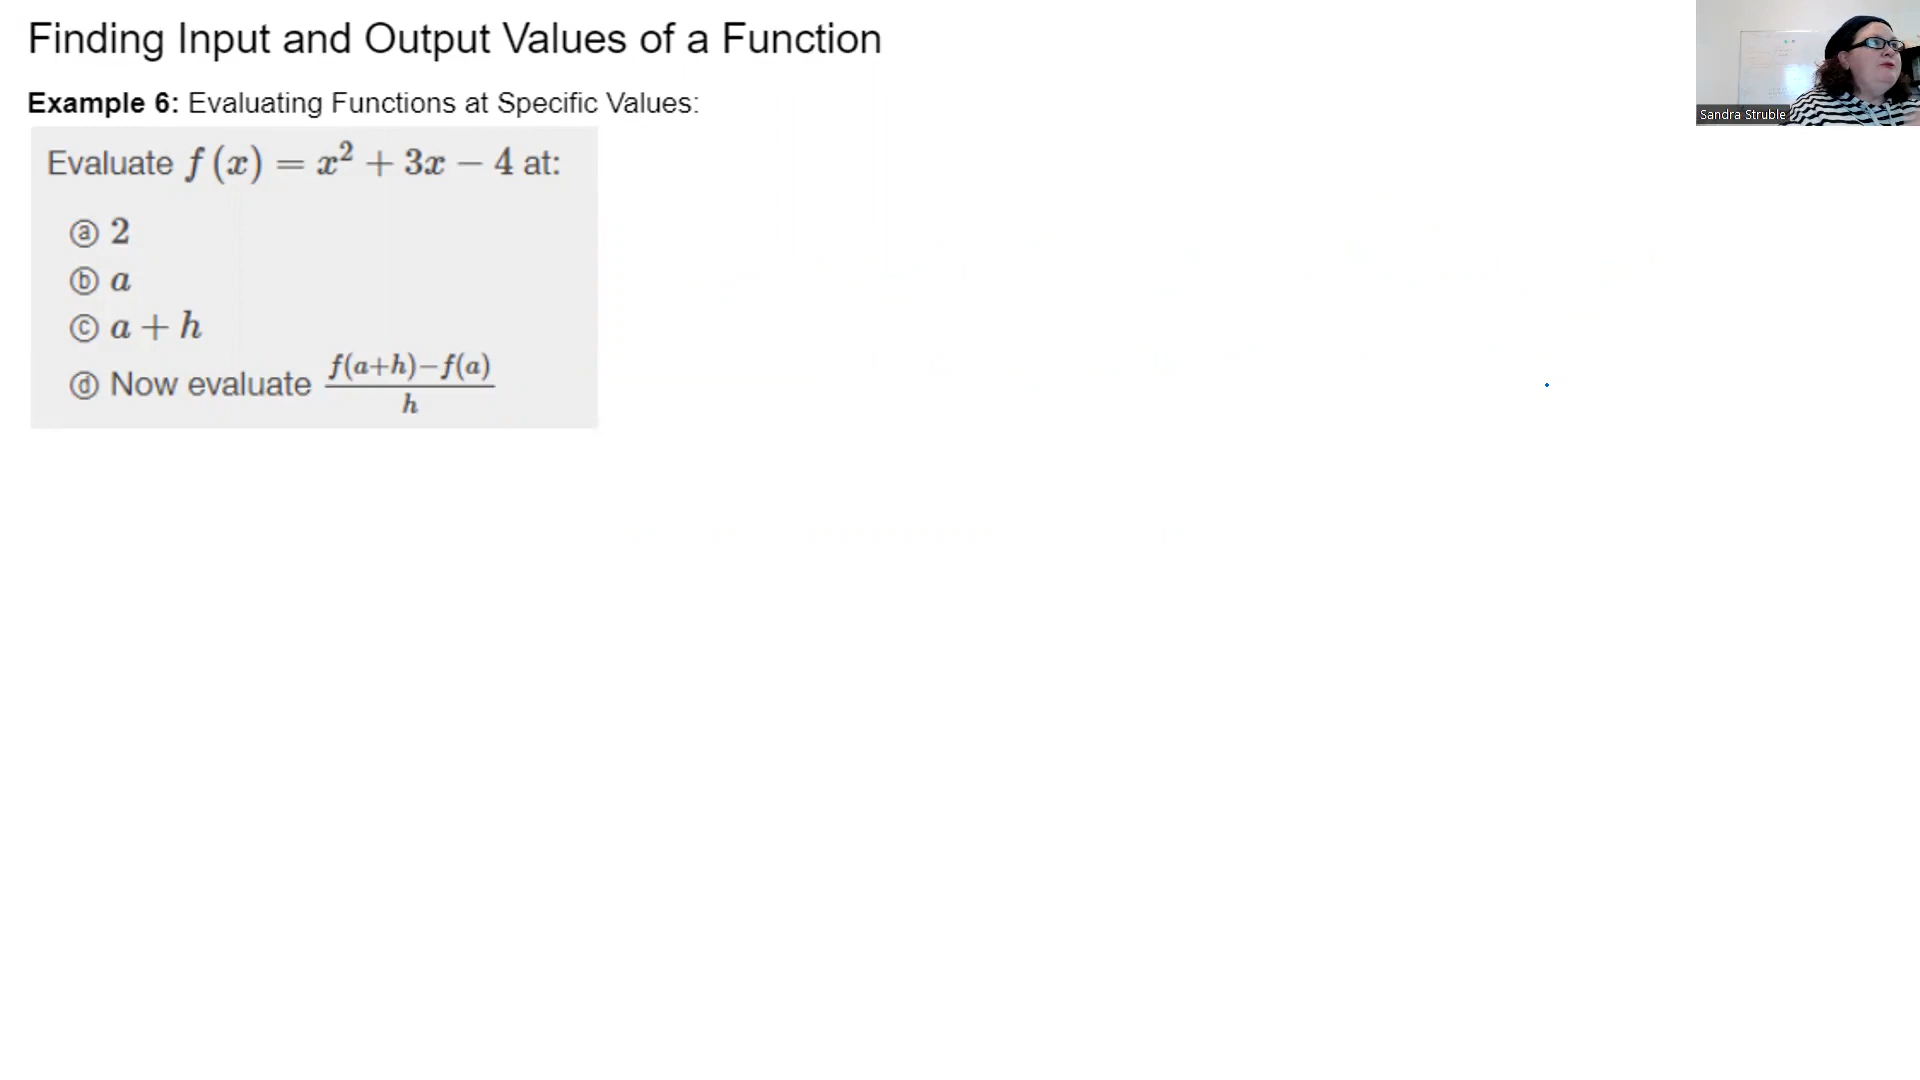 Finding Input and Output Values of a Function
Example 6: Evaluating Functions at Specific Values:
Evaluate f (x) = x² + 3x − 4 at:
ⓐ 2
ⓑ a
ⓒ a + h
ⓓ Now evaluate f(a+h)−f(a)/h
Sandra Struble